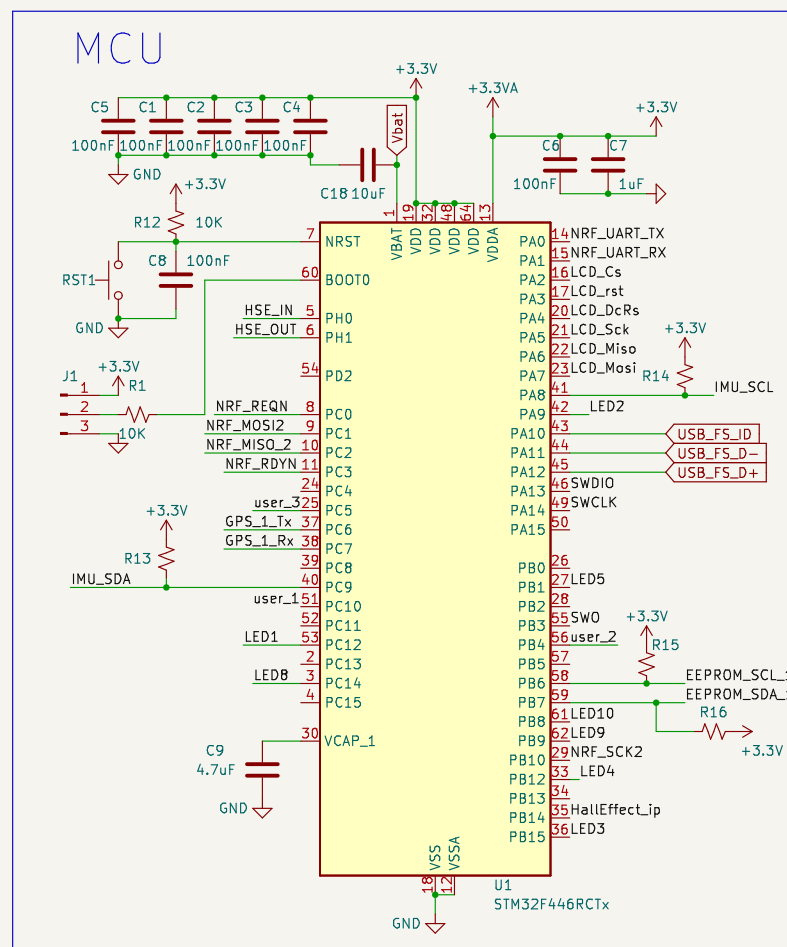 MCU
+3.3V
+3.3VA
+3.3V
C5 C1 C2 C3 C4
100nF 100nF 100nF 100nF 100nF
GND
Vbat
C18 10uF
C6 C7
100nF 1uF
+3.3V
R12 10K
RST1
C8 100nF
GND
J1
1
2
3
+3.3V
R1
10K
+3.3V
R13
IMU_SDA
C9
4.7uF
GND
1 VBAT
19 VDD
32 VDD
48 VDD
64 VDD
13 VDDA
7 NRST
60 BOOT0
HSE_IN 5 PH0
HSE_OUT 6 PH1
54 PD2
NRF_REQN 8 PC0
NRF_MOSI2 9 PC1
NRF_MISO_2 10 PC2
NRF_RDYN 11 PC3
24 PC4
user_3 25 PC5
GPS_1_Tx 37 PC6
GPS_1_Rx 38 PC7
39 PC8
40 PC9
user_1 51 PC10
52 PC11
LED1 53 PC12
2 PC13
LED8 3 PC14
4 PC15
30 VCAP_1
PA0 14 NRF_UART_TX
PA1 15 NRF_UART_RX
PA2 16 LCD_Cs
PA3 17 LCD_rst
PA4 20 LCD_DcRs
PA5 21 LCD_Sck
PA6 22 LCD_Miso
PA7 23 LCD_Mosi
PA8 41 IMU_SCL
+3.3V
R14
PA9 42 LED2
PA10 43 USB_FS_ID
PA11 44 USB_FS_D-
PA12 45 USB_FS_D+
PA13 46 SWDIO
PA14 49 SWCLK
PA15 50
PB0 26
PB1 27 LED5
PB2 28
PB3 55 SWO
PB4 56 user_2
PB5 57
+3.3V
R15
PB6 58 EEPROM_SCL_
PB7 59 EEPROM_SDA_
R16
+3.3V
PB8 61 LED10
PB9 62 LED9
PB10 29 NRF_SCK2
PB12 33 LED4
PB13 34
PB14 35 HallEffect_ip
PB15 36 LED3
VSS 18
VSSA 12
GND
U1
STM32F446RCTx